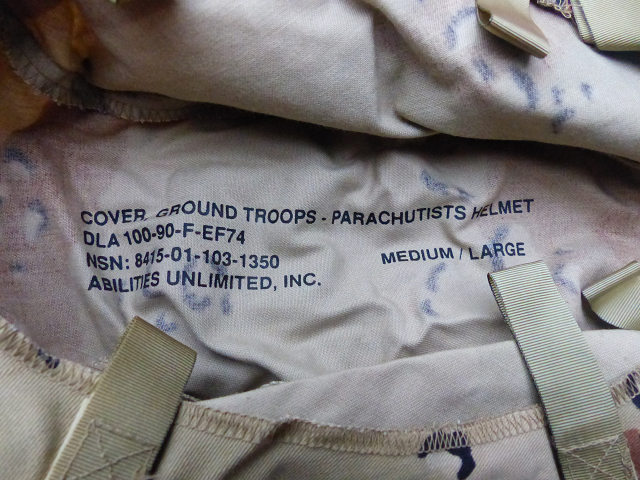 COVER, GROUND TROOPS - PARACHUTISTS HELMET
DLA 100-90-F-EF74
NSN: 8415-01-103-1350 MEDIUM / LARGE
ABILITIES UNLIMITED, INC.